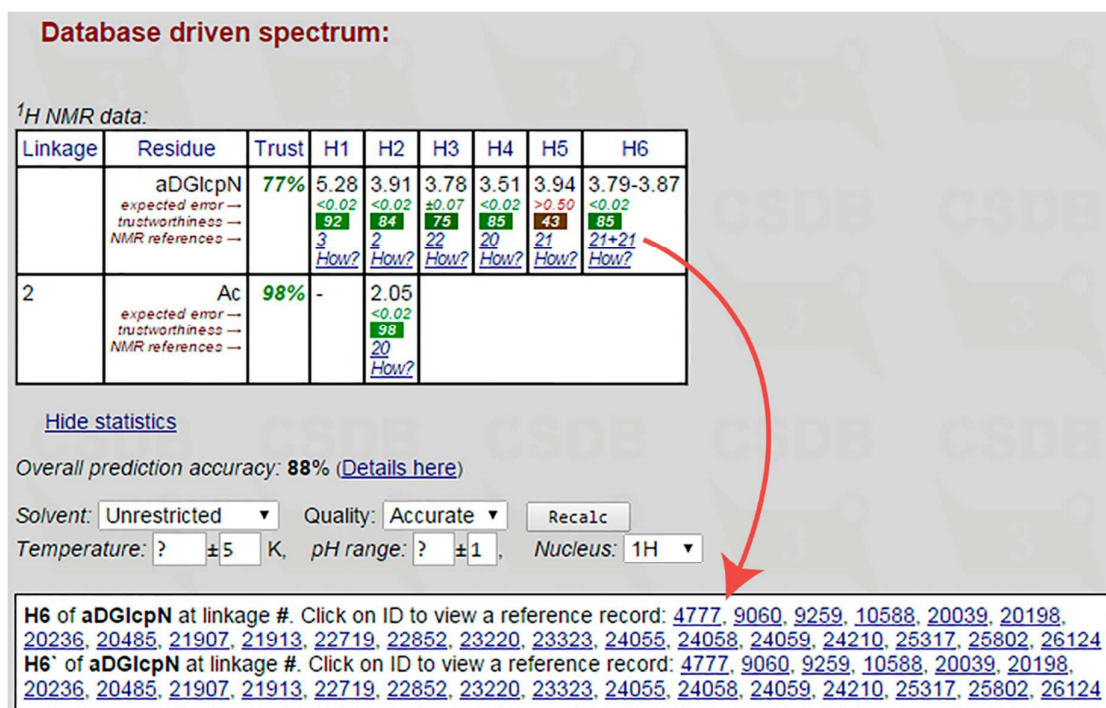 Database driven spectrum:
¹H NMR data:
Linkage Residue Trust H1 H2 H3 H4 H5 H6
aDGlcpN 77% 5.28 3.91 3.78 3.51 3.94 3.79-3.87
expected error → <0.02 <0.02 ±0.07 <0.02 >0.50 <0.02
trustworthiness → 92 84 75 85 43 85
NMR references → 3 2 22 20 21 21+21
How? How? How? How? How? How?
2 Ac 98% - 2.05
expected error → <0.02
trustworthiness → 98
NMR references → 20
How?
Hide statistics
CSDB CSDB CSDB CSDB CSDB
Overall prediction accuracy: 88% (Details here)
Solvent: Unrestricted Quality: Accurate Recalc
Temperature: ? ±5 K, pH range: ? ±1 , Nucleus: 1H
H6 of aDGlcpN at linkage #. Click on ID to view a reference record: 4777, 9060, 9259, 10588, 20039, 20198,
20236, 20485, 21907, 21913, 22719, 22852, 23220, 23323, 24055, 24058, 24059, 24210, 25317, 25802, 26124
H6` of aDGlcpN at linkage #. Click on ID to view a reference record: 4777, 9060, 9259, 10588, 20039, 20198,
20236, 20485, 21907, 21913, 22719, 22852, 23220, 23323, 24055, 24058, 24059, 24210, 25317, 25802, 26124